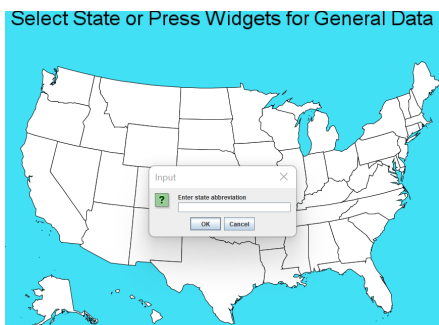 Select State or Press Widgets for General Data
Input
?
Enter state abbreviation
OK Cancel